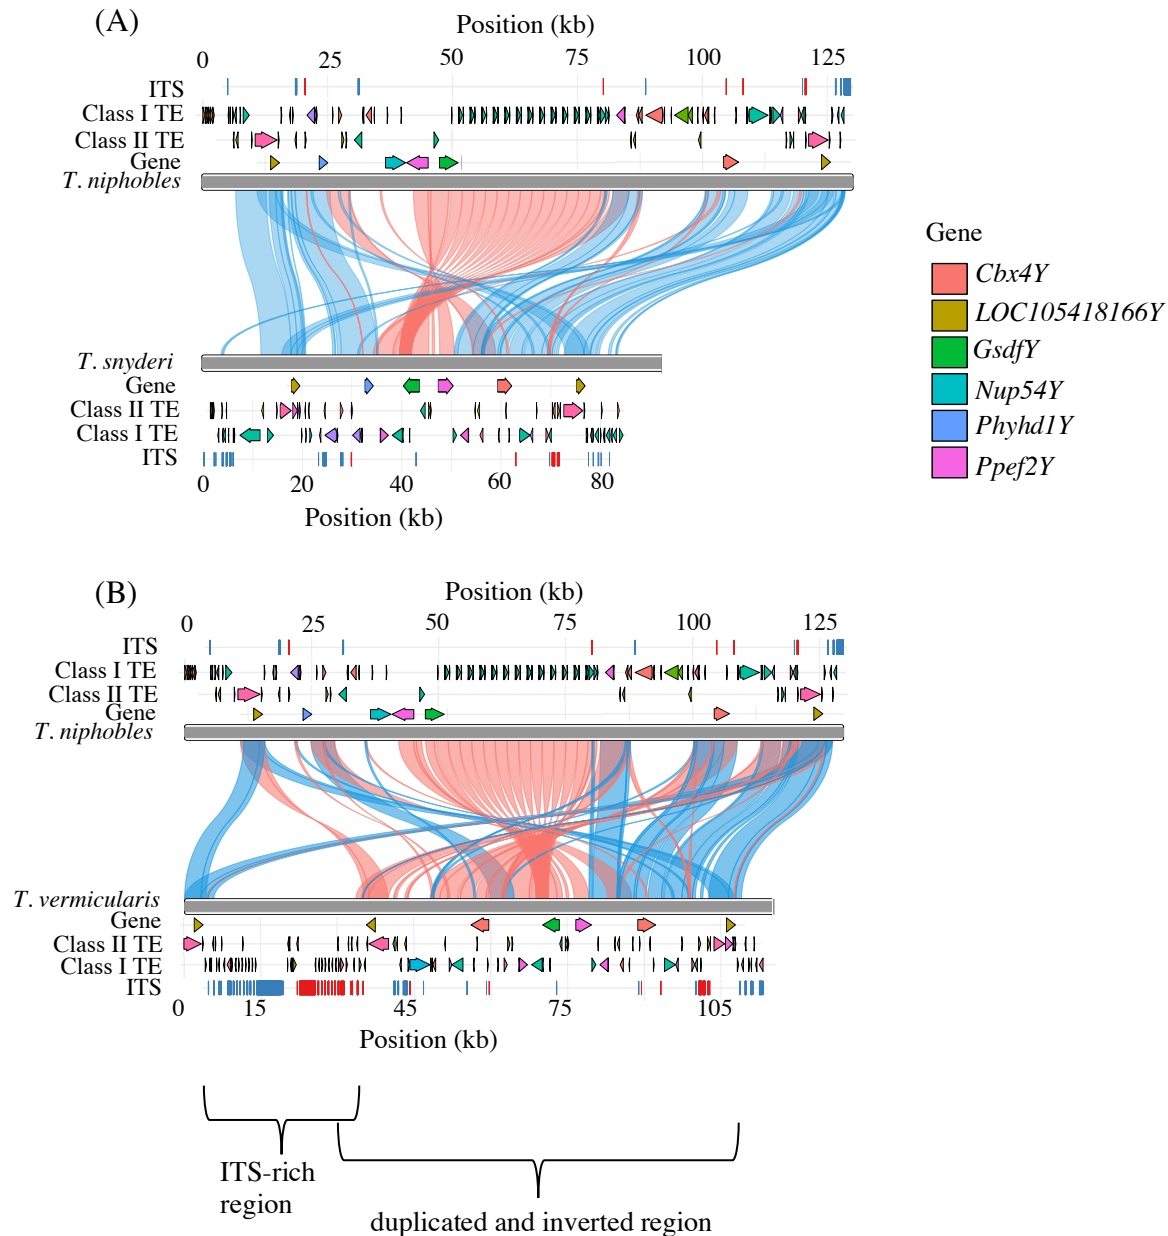 (A)
Position (kb)
0 25 50 75 100 125
ITS
Class I TE
Class II TE
Gene
T. niphobles
T. snyderi
Gene
Class II TE
Class I TE
ITS
0 20 40 60 80
Position (kb)
Gene
Cbx4Y
LOC105418166Y
GsdfY
Nup54Y
Phyhd1Y
Ppef2Y
(B)
Position (kb)
0 25 50 75 100 125
ITS
Class I TE
Class II TE
Gene
T. niphobles
T. vermicularis
Gene
Class II TE
Class I TE
ITS
0 15 45 75 105
Position (kb)
ITS-rich
region
duplicated and inverted region